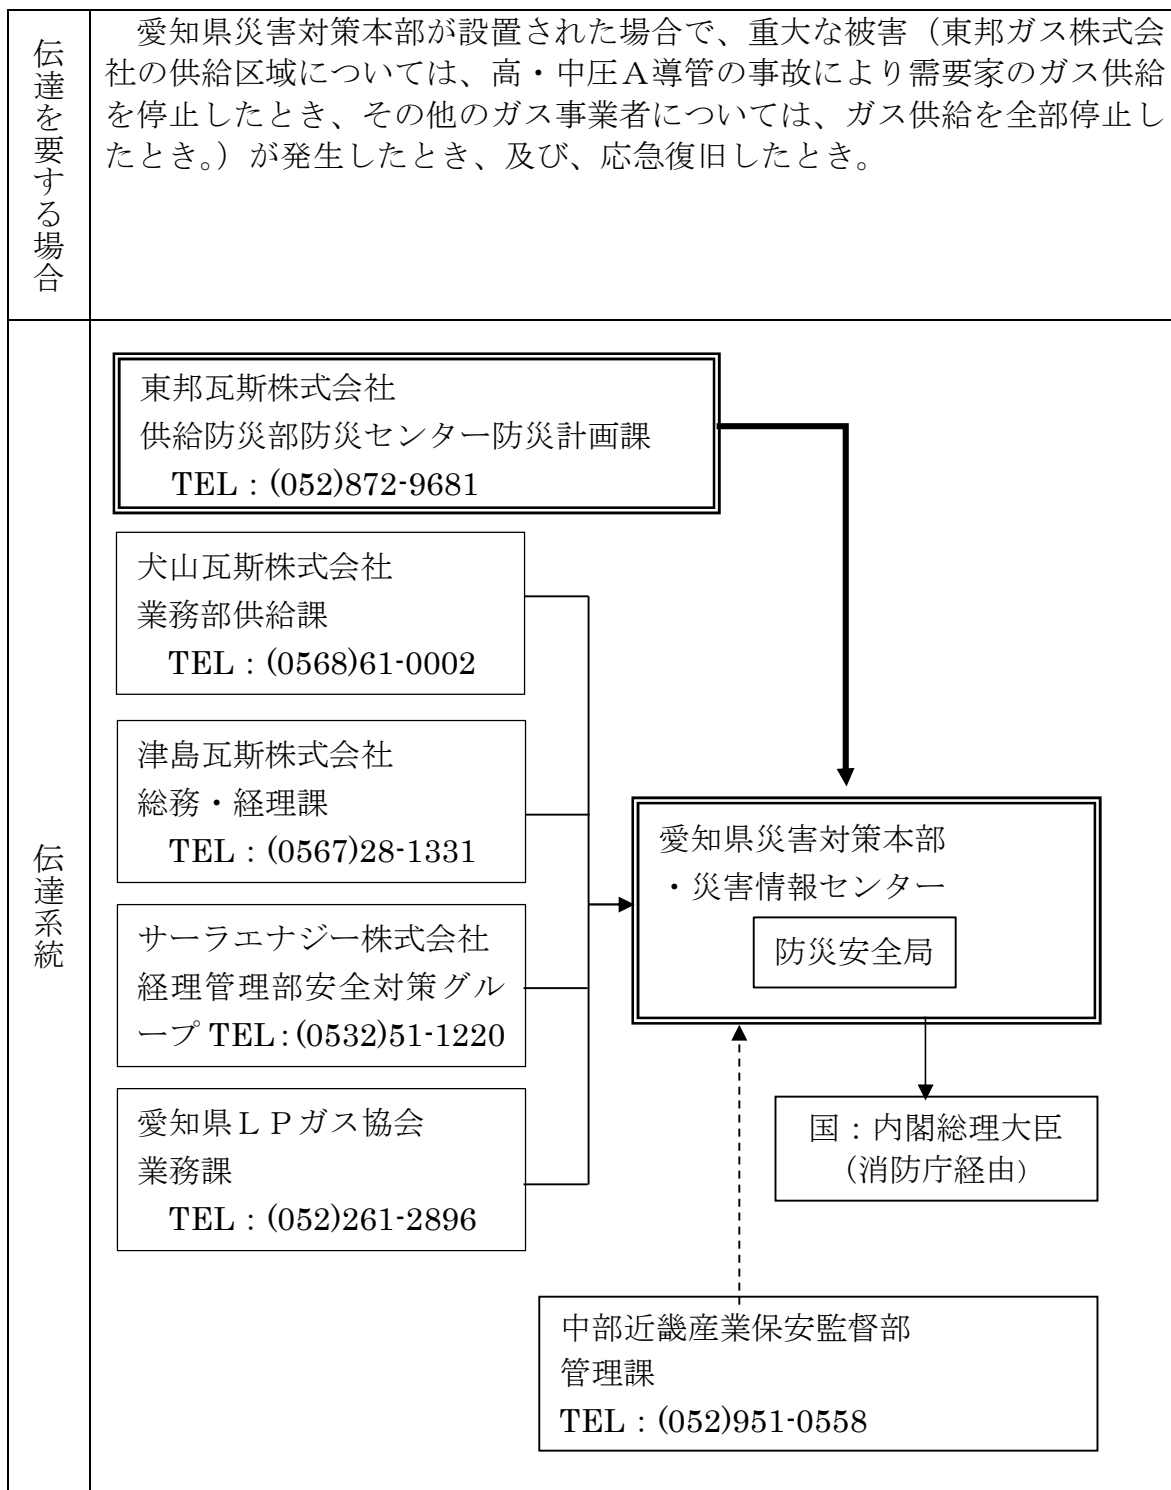 伝達を要する場合
　愛知県災害対策本部が設置された場合で、重大な被害（東邦ガス株式会
社の供給区域については、高・中圧Ａ導管の事故により需要家のガス供給
を停止したとき、その他のガス事業者については、ガス供給を全部停止し
たとき。）が発生したとき、及び、応急復旧したとき。
伝達系統
東邦瓦斯株式会社
供給防災部防災センター防災計画課
TEL：(052)872-9681
犬山瓦斯株式会社
業務部供給課
TEL：(0568)61-0002
津島瓦斯株式会社
総務・経理課
TEL：(0567)28-1331
サーラエナジー株式会社
経理管理部安全対策グル
ープ TEL：(0532)51-1220
愛知県ＬＰガス協会
業務課
TEL：(052)261-2896
愛知県災害対策本部
・災害情報センター
防災安全局
国：内閣総理大臣
（消防庁経由）
中部近畿産業保安監督部
管理課
TEL：(052)951-0558